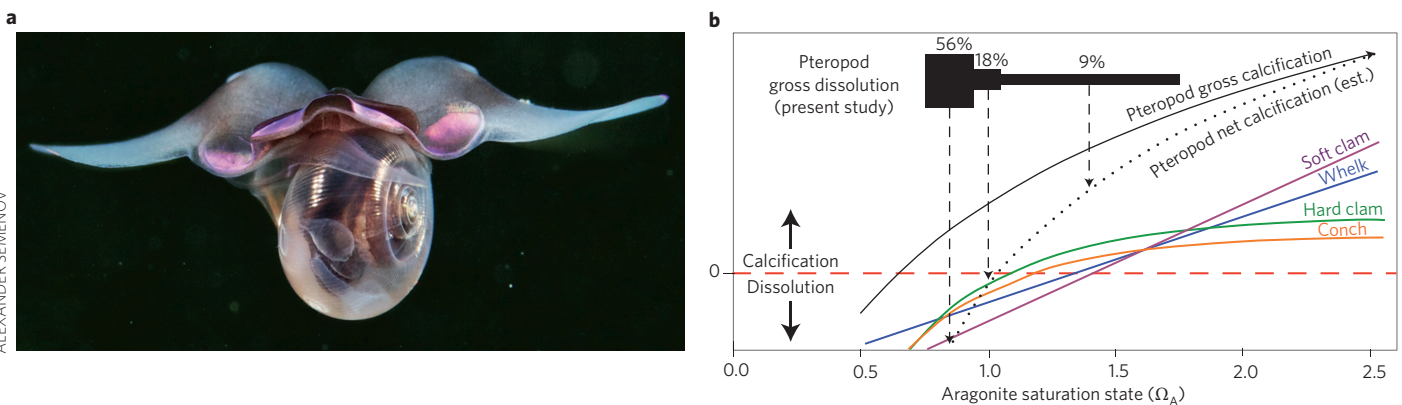 a
ALEXANDER SEMENOV
b
Pteropod
gross dissolution
(present study)
56%
18%
9%
Pteropod gross calcification
Pteropod net calcification (est.)
Soft clam
Whelk
Hard clam
Conch
Calcification
0
Dissolution
0.0
0.5
1.0
1.5
2.0
2.5
Aragonite saturation state (Ω_A)